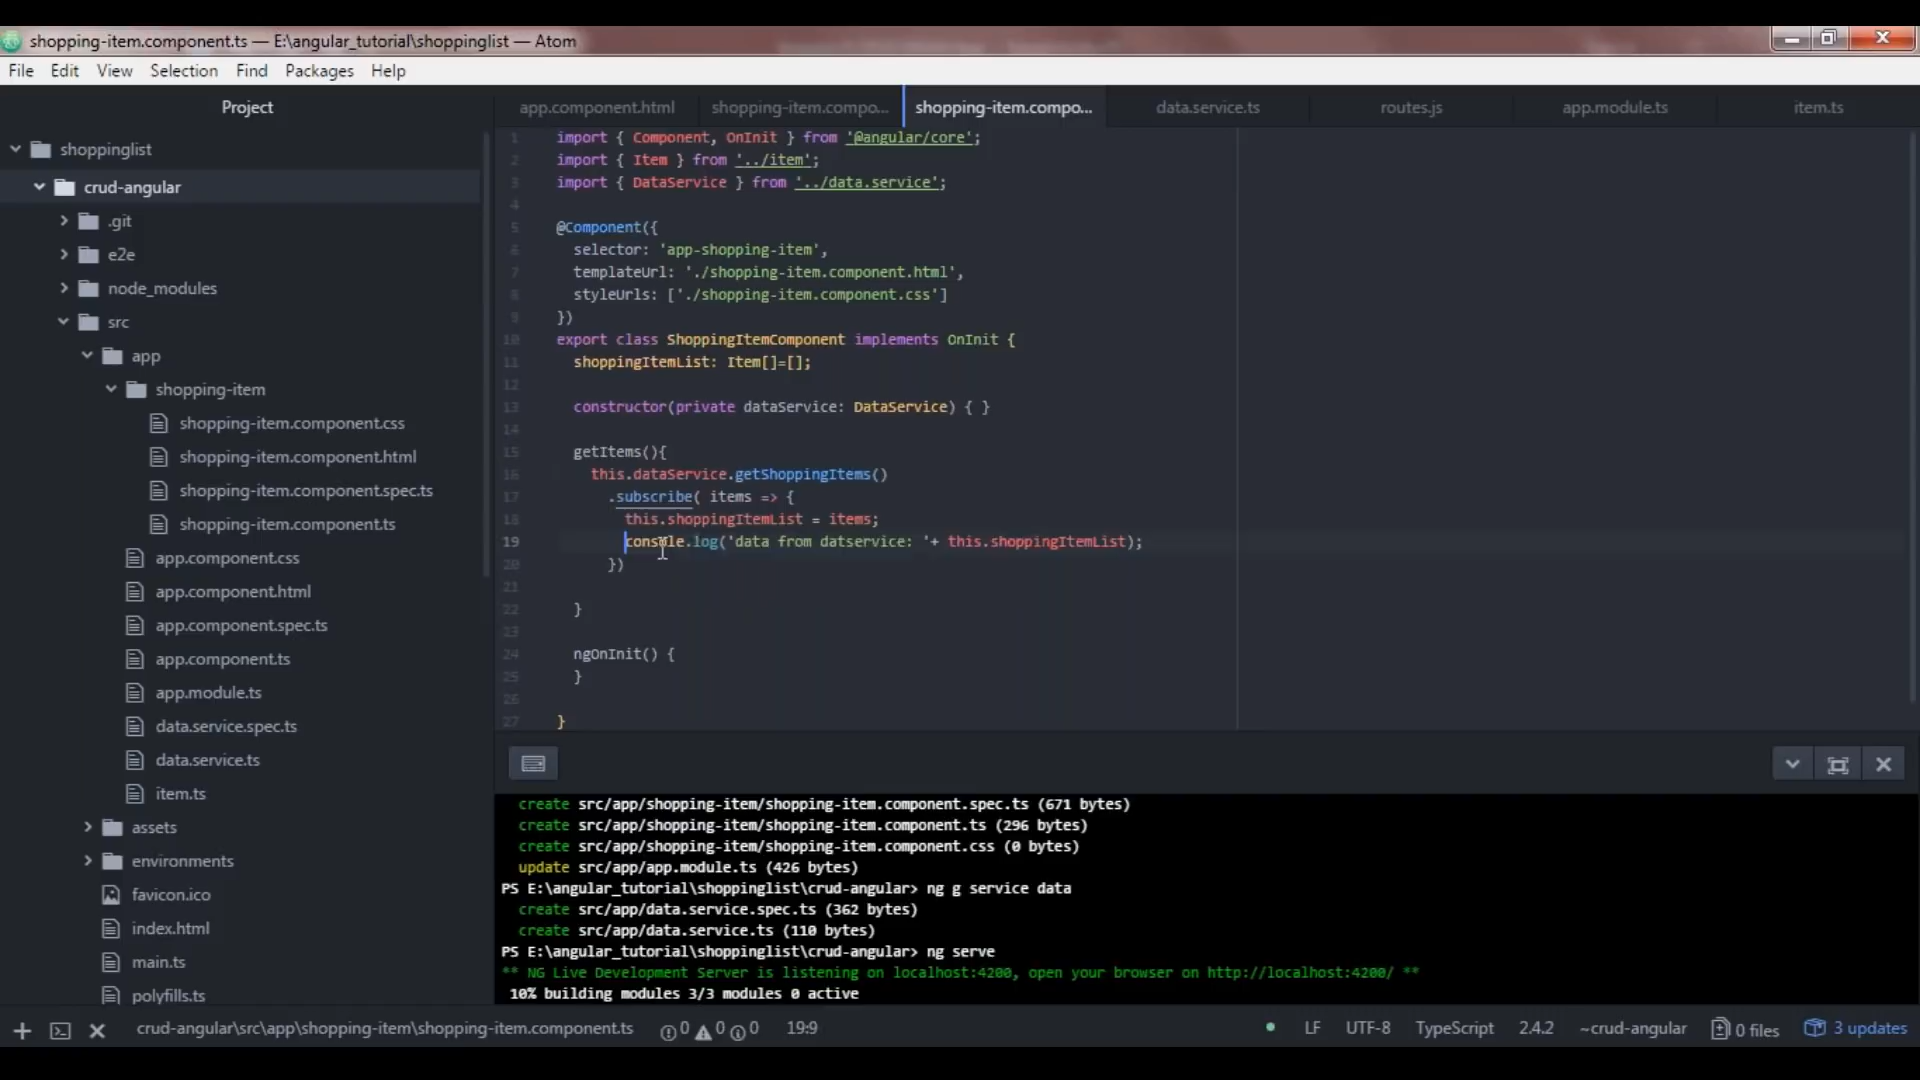 shopping-item.component.ts — E:\angular_tutorial\shoppinglist — Atom
File Edit View Selection Find Packages Help
Project
shoppinglist
crud-angular
.git
e2e
node_modules
src
app
shopping-item
shopping-item.component.css
shopping-item.component.html
shopping-item.component.spec.ts
shopping-item.component.ts
app.component.css
app.component.html
app.component.spec.ts
app.component.ts
app.module.ts
data.service.spec.ts
data.service.ts
item.ts
assets
environments
favicon.ico
index.html
main.ts
polyfills.ts
app.component.html shopping-item.compo... shopping-item.compo... data.service.ts routes.js app.module.ts item.ts
1 import { Component, OnInit } from '@angular/core';
2 import { Item } from '../item';
3 import { DataService } from '../data.service';
4
5 @Component({
6 selector: 'app-shopping-item',
7 templateUrl: './shopping-item.component.html',
8 styleUrls: ['./shopping-item.component.css']
9 })
10 export class ShoppingItemComponent implements OnInit {
11 shoppingItemList: Item[]=[];
12
13 constructor(private dataService: DataService) { }
14
15 getItems(){
16 this.dataService.getShoppingItems()
17 .subscribe( items => {
18 this.shoppingItemList = items;
19 console.log('data from datservice: '+ this.shoppingItemList);
20 })
21
22 }
23
24 ngOnInit() {
25 }
26
27 }
create src/app/shopping-item/shopping-item.component.spec.ts (671 bytes)
create src/app/shopping-item/shopping-item.component.ts (296 bytes)
create src/app/shopping-item/shopping-item.component.css (0 bytes)
update src/app/app.module.ts (426 bytes)
PS E:\angular_tutorial\shoppinglist\crud-angular> ng g service data
create src/app/data.service.spec.ts (362 bytes)
create src/app/data.service.ts (110 bytes)
PS E:\angular_tutorial\shoppinglist\crud-angular> ng serve
** NG Live Development Server is listening on localhost:4200, open your browser on http://localhost:4200/ **
10% building modules 3/3 modules 0 active
crud-angular\src\app\shopping-item\shopping-item.component.ts 0 0 0 19:9 LF UTF-8 TypeScript 2.4.2 ~crud-angular 0 files 3 updates